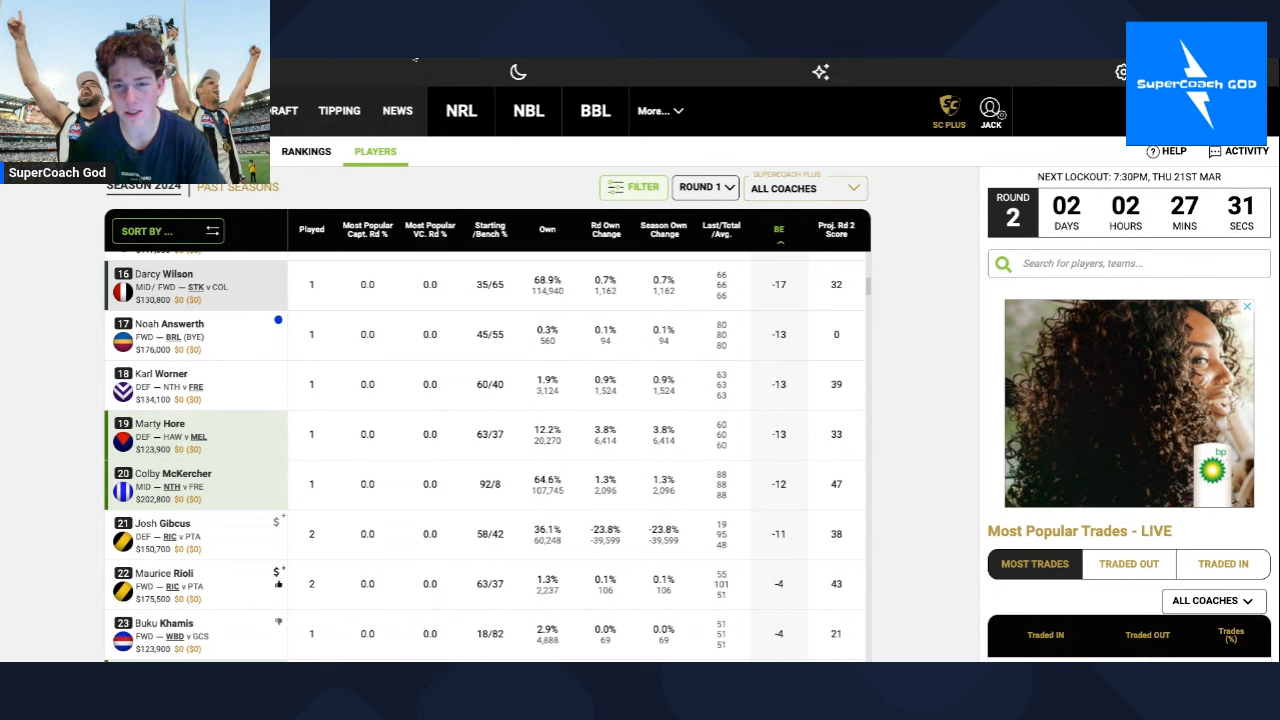 SuperCoach God
SuperCoach GOD
DRAFT TIPPING NEWS NRL NBL BBL More... SC PLUS JACK
RANKINGS PLAYERS HELP ACTIVITY
SEASON 2024 PAST SEASONS FILTER ROUND 1 SUPERCOACH PLUS ALL COACHES
SORT BY ... Played Most Popular Capt. Rd % Most Popular VC. Rd % Starting /Bench % Own Rd Own Change Season Own Change Last/Total /Avg. BE Proj. Rd 2 Score
16 Darcy Wilson
MID/ FWD — STK v COL
$130,800 $0 ($0)
1 0.0 0.0 35/65 68.9% 114,940 0.7% 1,162 0.7% 1,162 66 66 66 -17 32
17 Noah Answerth
FWD — BRL (BYE)
$176,000 $0 ($0)
1 0.0 0.0 45/55 0.3% 560 0.1% 94 0.1% 94 80 80 80 -13 0
18 Karl Worner
DEF — NTH v FRE
$134,100 $0 ($0)
1 0.0 0.0 60/40 1.9% 3,124 0.9% 1,524 0.9% 1,524 63 63 63 -13 39
19 Marty Hore
DEF — HAW v MEL
$123,900 $0 ($0)
1 0.0 0.0 63/37 12.2% 20,270 3.8% 6,414 3.8% 6,414 60 60 60 -13 33
20 Colby McKercher
MID — NTH v FRE
$202,800 $0 ($0)
1 0.0 0.0 92/8 64.6% 107,745 1.3% 2,096 1.3% 2,096 88 88 88 -12 47
21 Josh Gibcus $+
DEF — RIC v PTA
$150,700 $0 ($0)
2 0.0 0.0 58/42 36.1% 60,248 -23.8% -39,599 -23.8% -39,599 19 95 48 -11 38
22 Maurice Rioli $+
FWD — RIC v PTA
$175,500 $0 ($0)
2 0.0 0.0 63/37 1.3% 2,237 0.1% 106 0.1% 106 55 101 51 -4 43
23 Buku Khamis
FWD — WBD v GCS
$123,900 $0 ($0)
1 0.0 0.0 18/82 2.9% 4,888 0.0% 69 0.0% 69 51 51 51 -4 21
NEXT LOCKOUT: 7:30PM, THU 21ST MAR
ROUND 2 02 DAYS 02 HOURS 27 MINS 31 SECS
Search for players, teams...
bp
Most Popular Trades - LIVE
MOST TRADES TRADED OUT TRADED IN
ALL COACHES
Traded IN Traded OUT Trades (%)